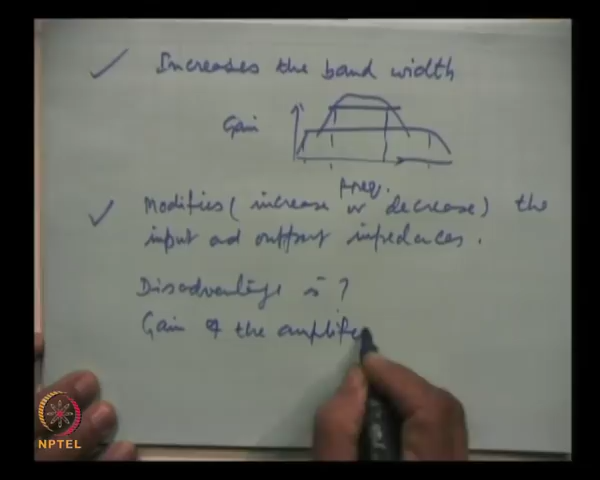 Increases the band width
Gain
Freq.
Modifies (increase or decrease) the
input and output impedances.
Disadvantage is ?
Gain of the amplifie
NPTEL